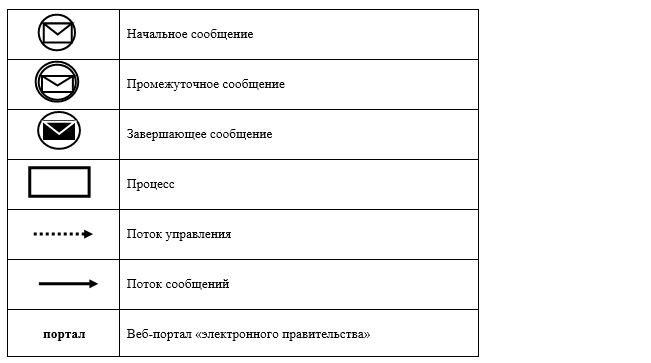 Начальное сообщение
Промежуточное сообщение
Завершающее сообщение
Процесс
Поток управления
Поток сообщений
портал Веб-портал «электронного правительства»